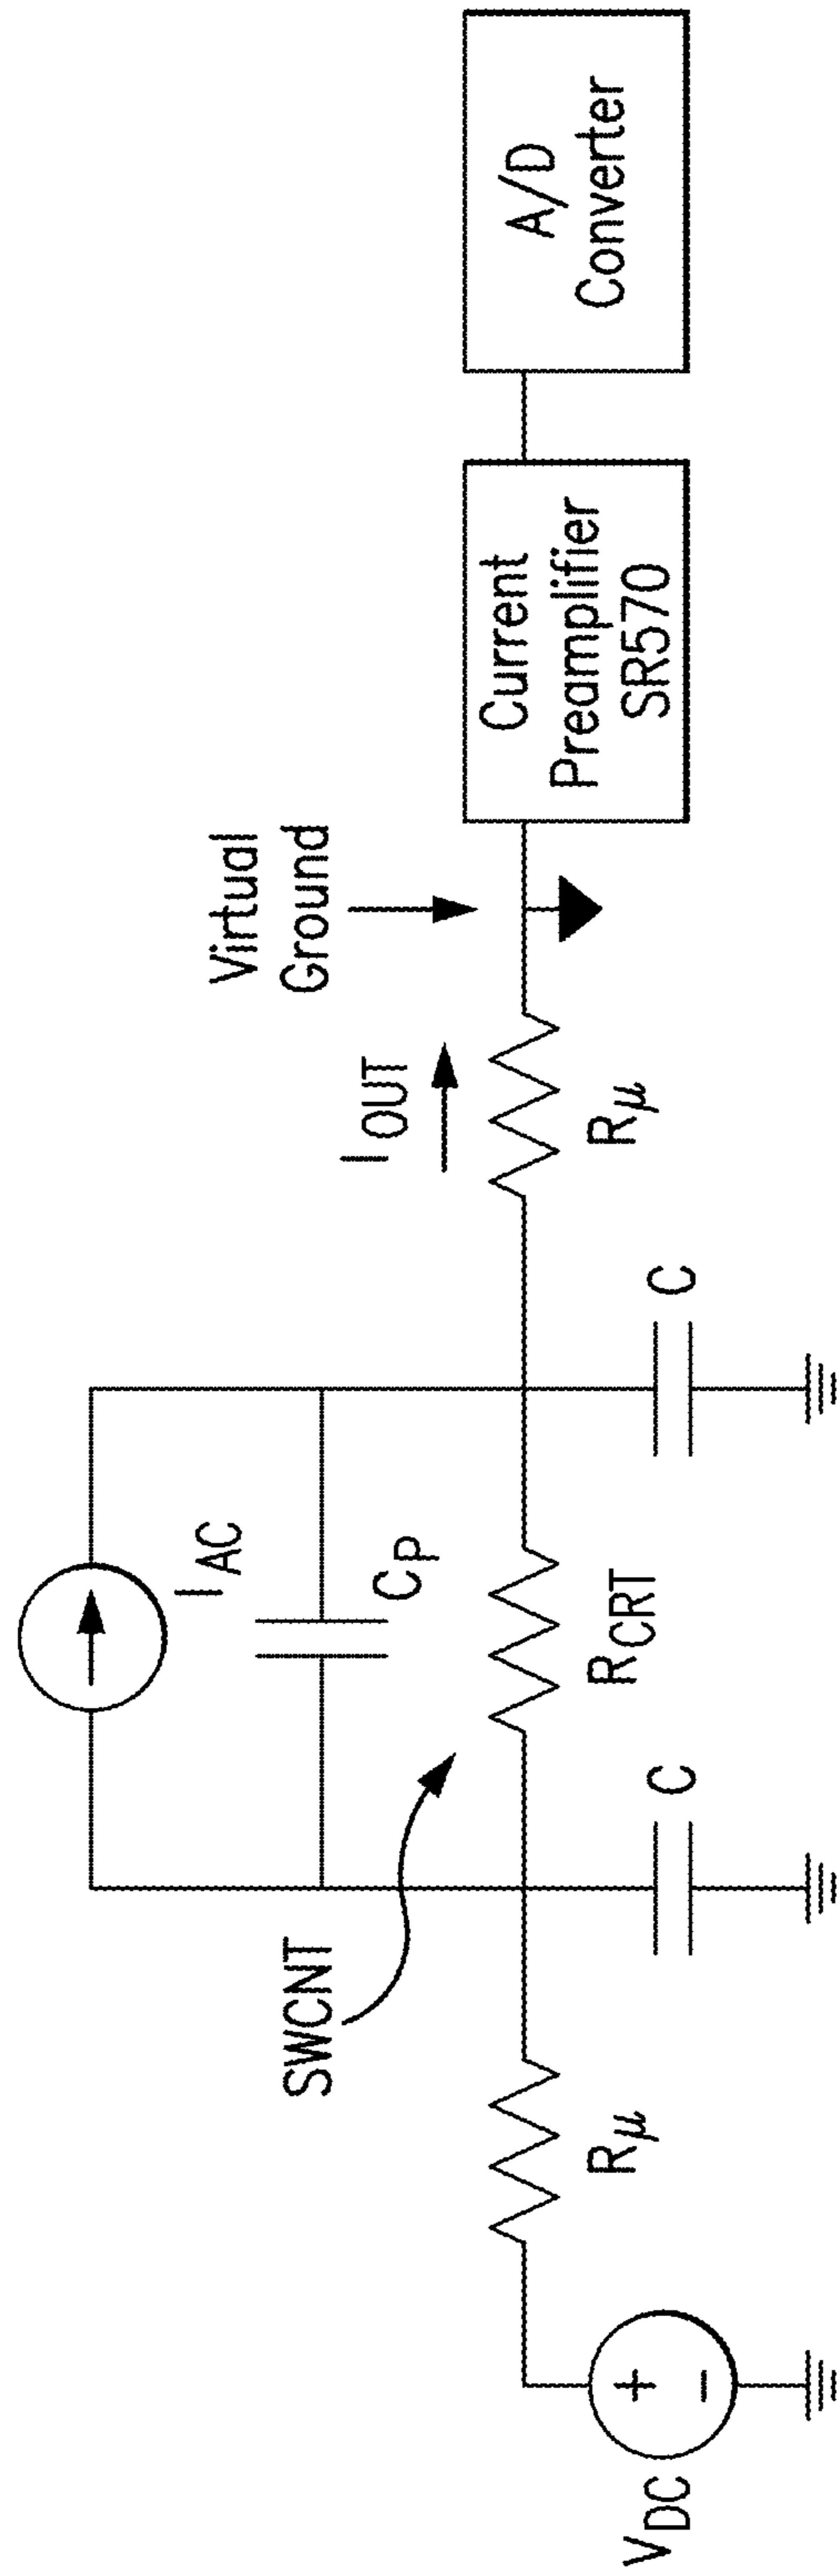 V_DC
+
−
R_μ
SWCNT
I_AC
C_P
R_CRT
C
C
I_OUT
R_μ
Virtual
Ground
Current
Preamplifier
SR570
A/D
Converter